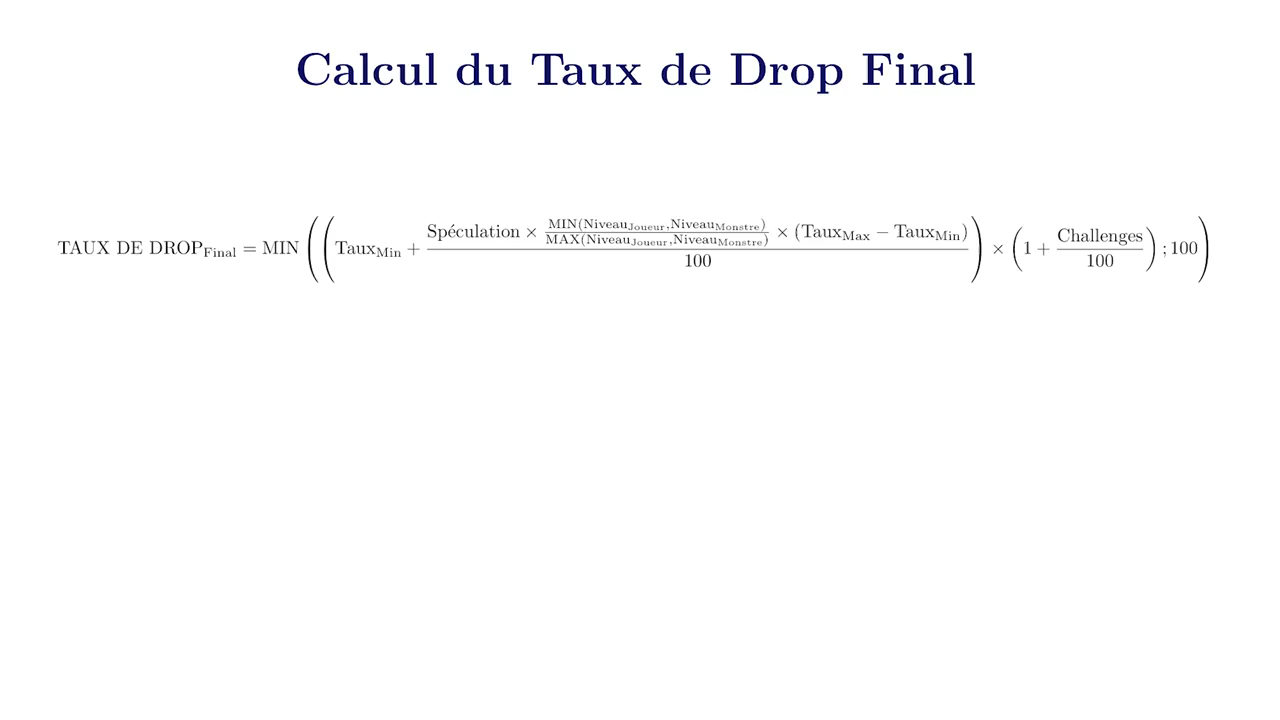 Calcul du Taux de Drop Final
TAUX DE DROP_Final = MIN ( ( Taux_Min + (Spéculation × MIN(Niveau_Joueur,Niveau_Monstre) / MAX(Niveau_Joueur,Niveau_Monstre) × (Taux_Max − Taux_Min)) / 100 ) × ( 1 + Challenges / 100 ) ; 100 )